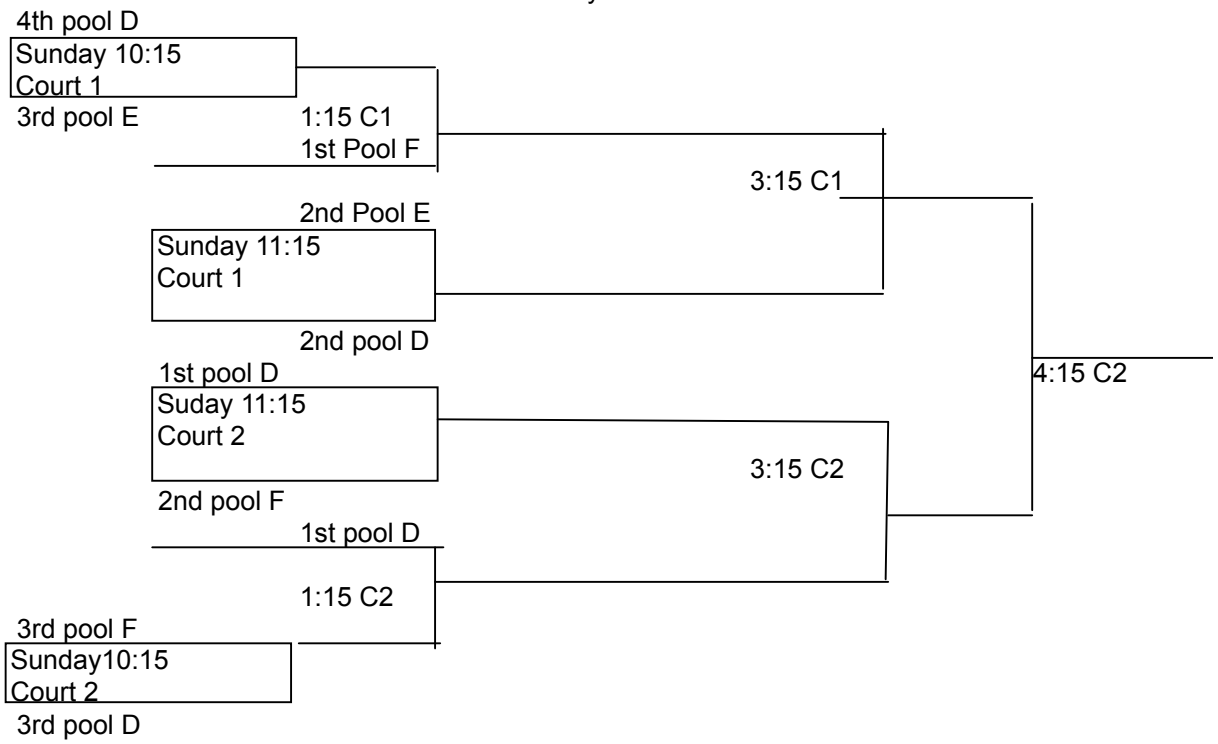 4th pool D
Sunday 10:15
Court 1
3rd pool E
1:15 C1
1st Pool F
3:15 C1
2nd Pool E
Sunday 11:15
Court 1
2nd pool D
1st pool D
4:15 C2
Suday 11:15
Court 2
3:15 C2
2nd pool F
1st pool D
1:15 C2
3rd pool F
Sunday10:15
Court 2
3rd pool D